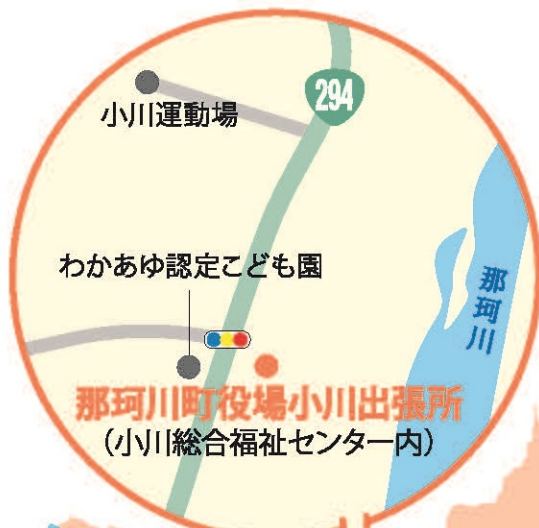 294
小川運動場
わかあゆ認定こども園
那珂川
那珂川町役場小川出張所
(小川総合福祉センター内)